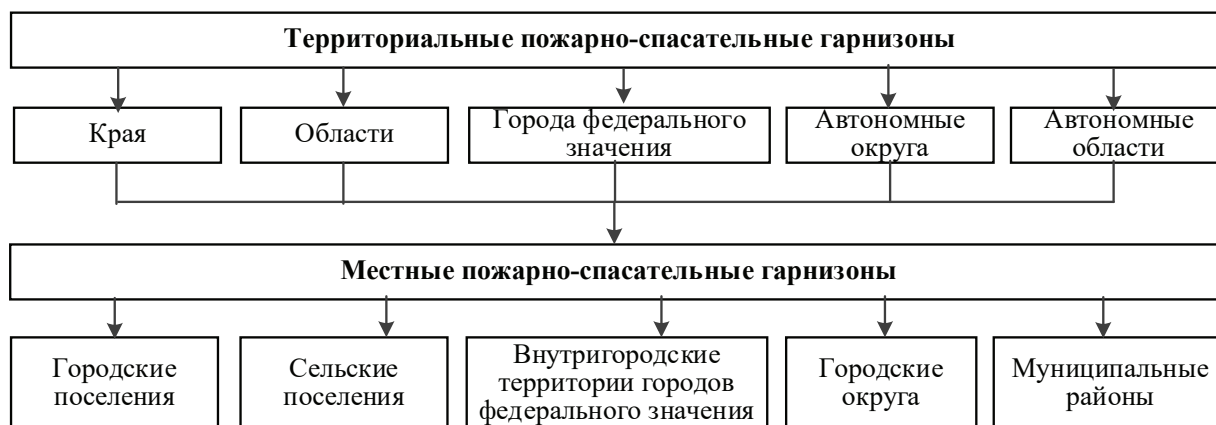 Территориальные пожарно-спасательные гарнизоны
Края
Области
Города федерального
значения
Автономные
округа
Автономные
области
Местные пожарно-спасательные гарнизоны
Городские
поселения
Сельские
поселения
Внутригородские
территории городов
федерального значения
Городские
округа
Муниципальные
районы